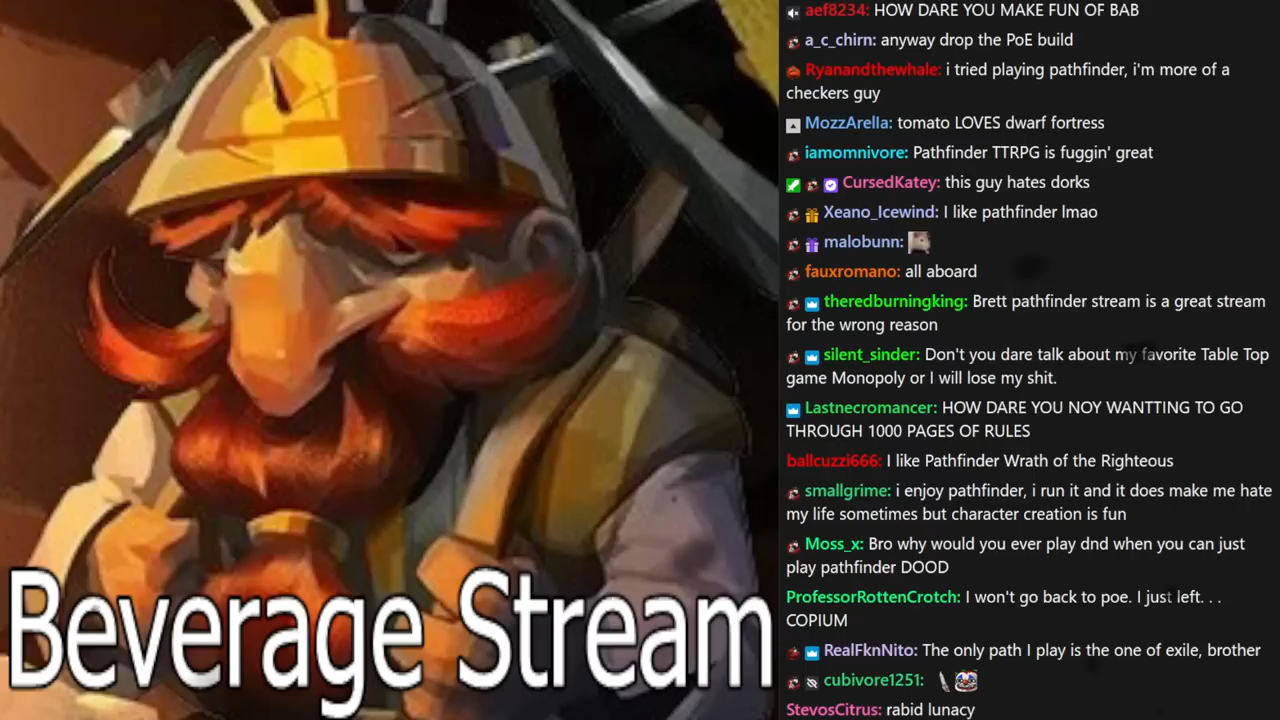 aef8234: HOW DARE YOU MAKE FUN OF BAB
a_c_chirn: anyway drop the PoE build
Ryanandthewhale: i tried playing pathfinder, i'm more of a
checkers guy
MozzArella: tomato LOVES dwarf fortress
iamomnivore: Pathfinder TTRPG is fuggin' great
CursedKatey: this guy hates dorks
Xeano_Icewind: I like pathfinder lmao
malobunn:
fauxromano: all aboard
theredburningking: Brett pathfinder stream is a great stream
for the wrong reason
silent_sinder: Don't you dare talk about my favorite Table Top
game Monopoly or I will lose my shit.
Lastnecromancer: HOW DARE YOU NOY WANTTING TO GO
THROUGH 1000 PAGES OF RULES
ballcuzzi666: I like Pathfinder Wrath of the Righteous
smallgrime: i enjoy pathfinder, i run it and it does make me hate
my life sometimes but character creation is fun
Moss_x: Bro why would you ever play dnd when you can just
play pathfinder DOOD
ProfessorRottenCrotch: I won't go back to poe. I just left. . .
COPIUM
RealFknNito: The only path I play is the one of exile, brother
cubivore1251:
StevosCitrus: rabid lunacy
Beverage Stream